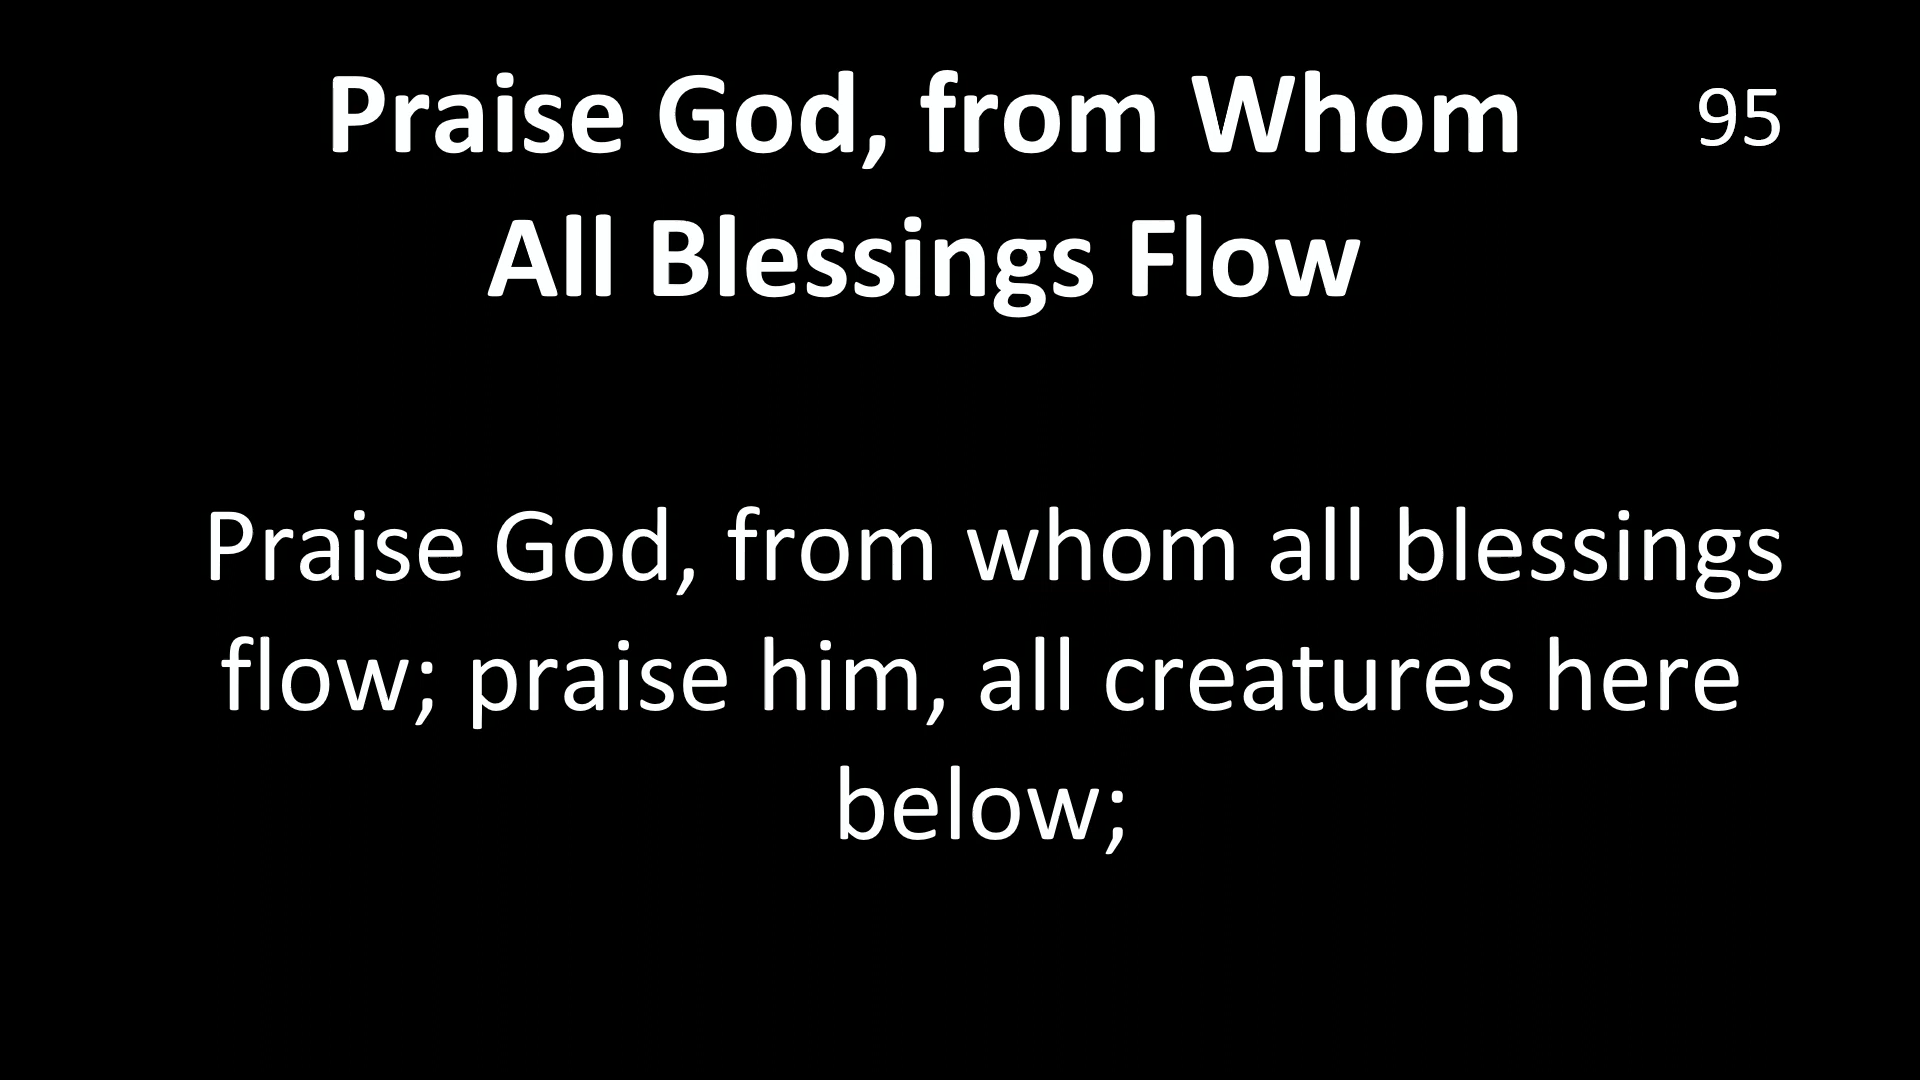 Praise God, from Whom 95
All Blessings Flow
Praise God, from whom all blessings
flow; praise him, all creatures here
below;